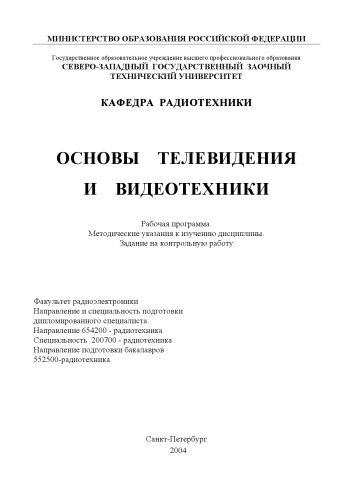 МИНИСТЕРСТВО ОБРАЗОВАНИЯ РОССИЙСКОЙ ФЕДЕРАЦИИ
Государственное образовательное учреждение высшего профессионального образования
СЕВЕРО-ЗАПАДНЫЙ ГОСУДАРСТВЕННЫЙ ЗАОЧНЫЙ
ТЕХНИЧЕСКИЙ УНИВЕРСИТЕТ
КАФЕДРА РАДИОТЕХНИКИ
ОСНОВЫ ТЕЛЕВИДЕНИЯ
И ВИДЕОТЕХНИКИ
Рабочая программа.
Методические указания к изучению дисциплины.
Задание на контрольную работу
Факультет радиоэлектроники
Направление и специальность подготовки
дипломированного специалиста:
Направление 654200 - радиотехника
Специальность 200700 - радиотехника
Направление подготовки бакалавров
552500-радиотехника
Санкт-Петербург
2004